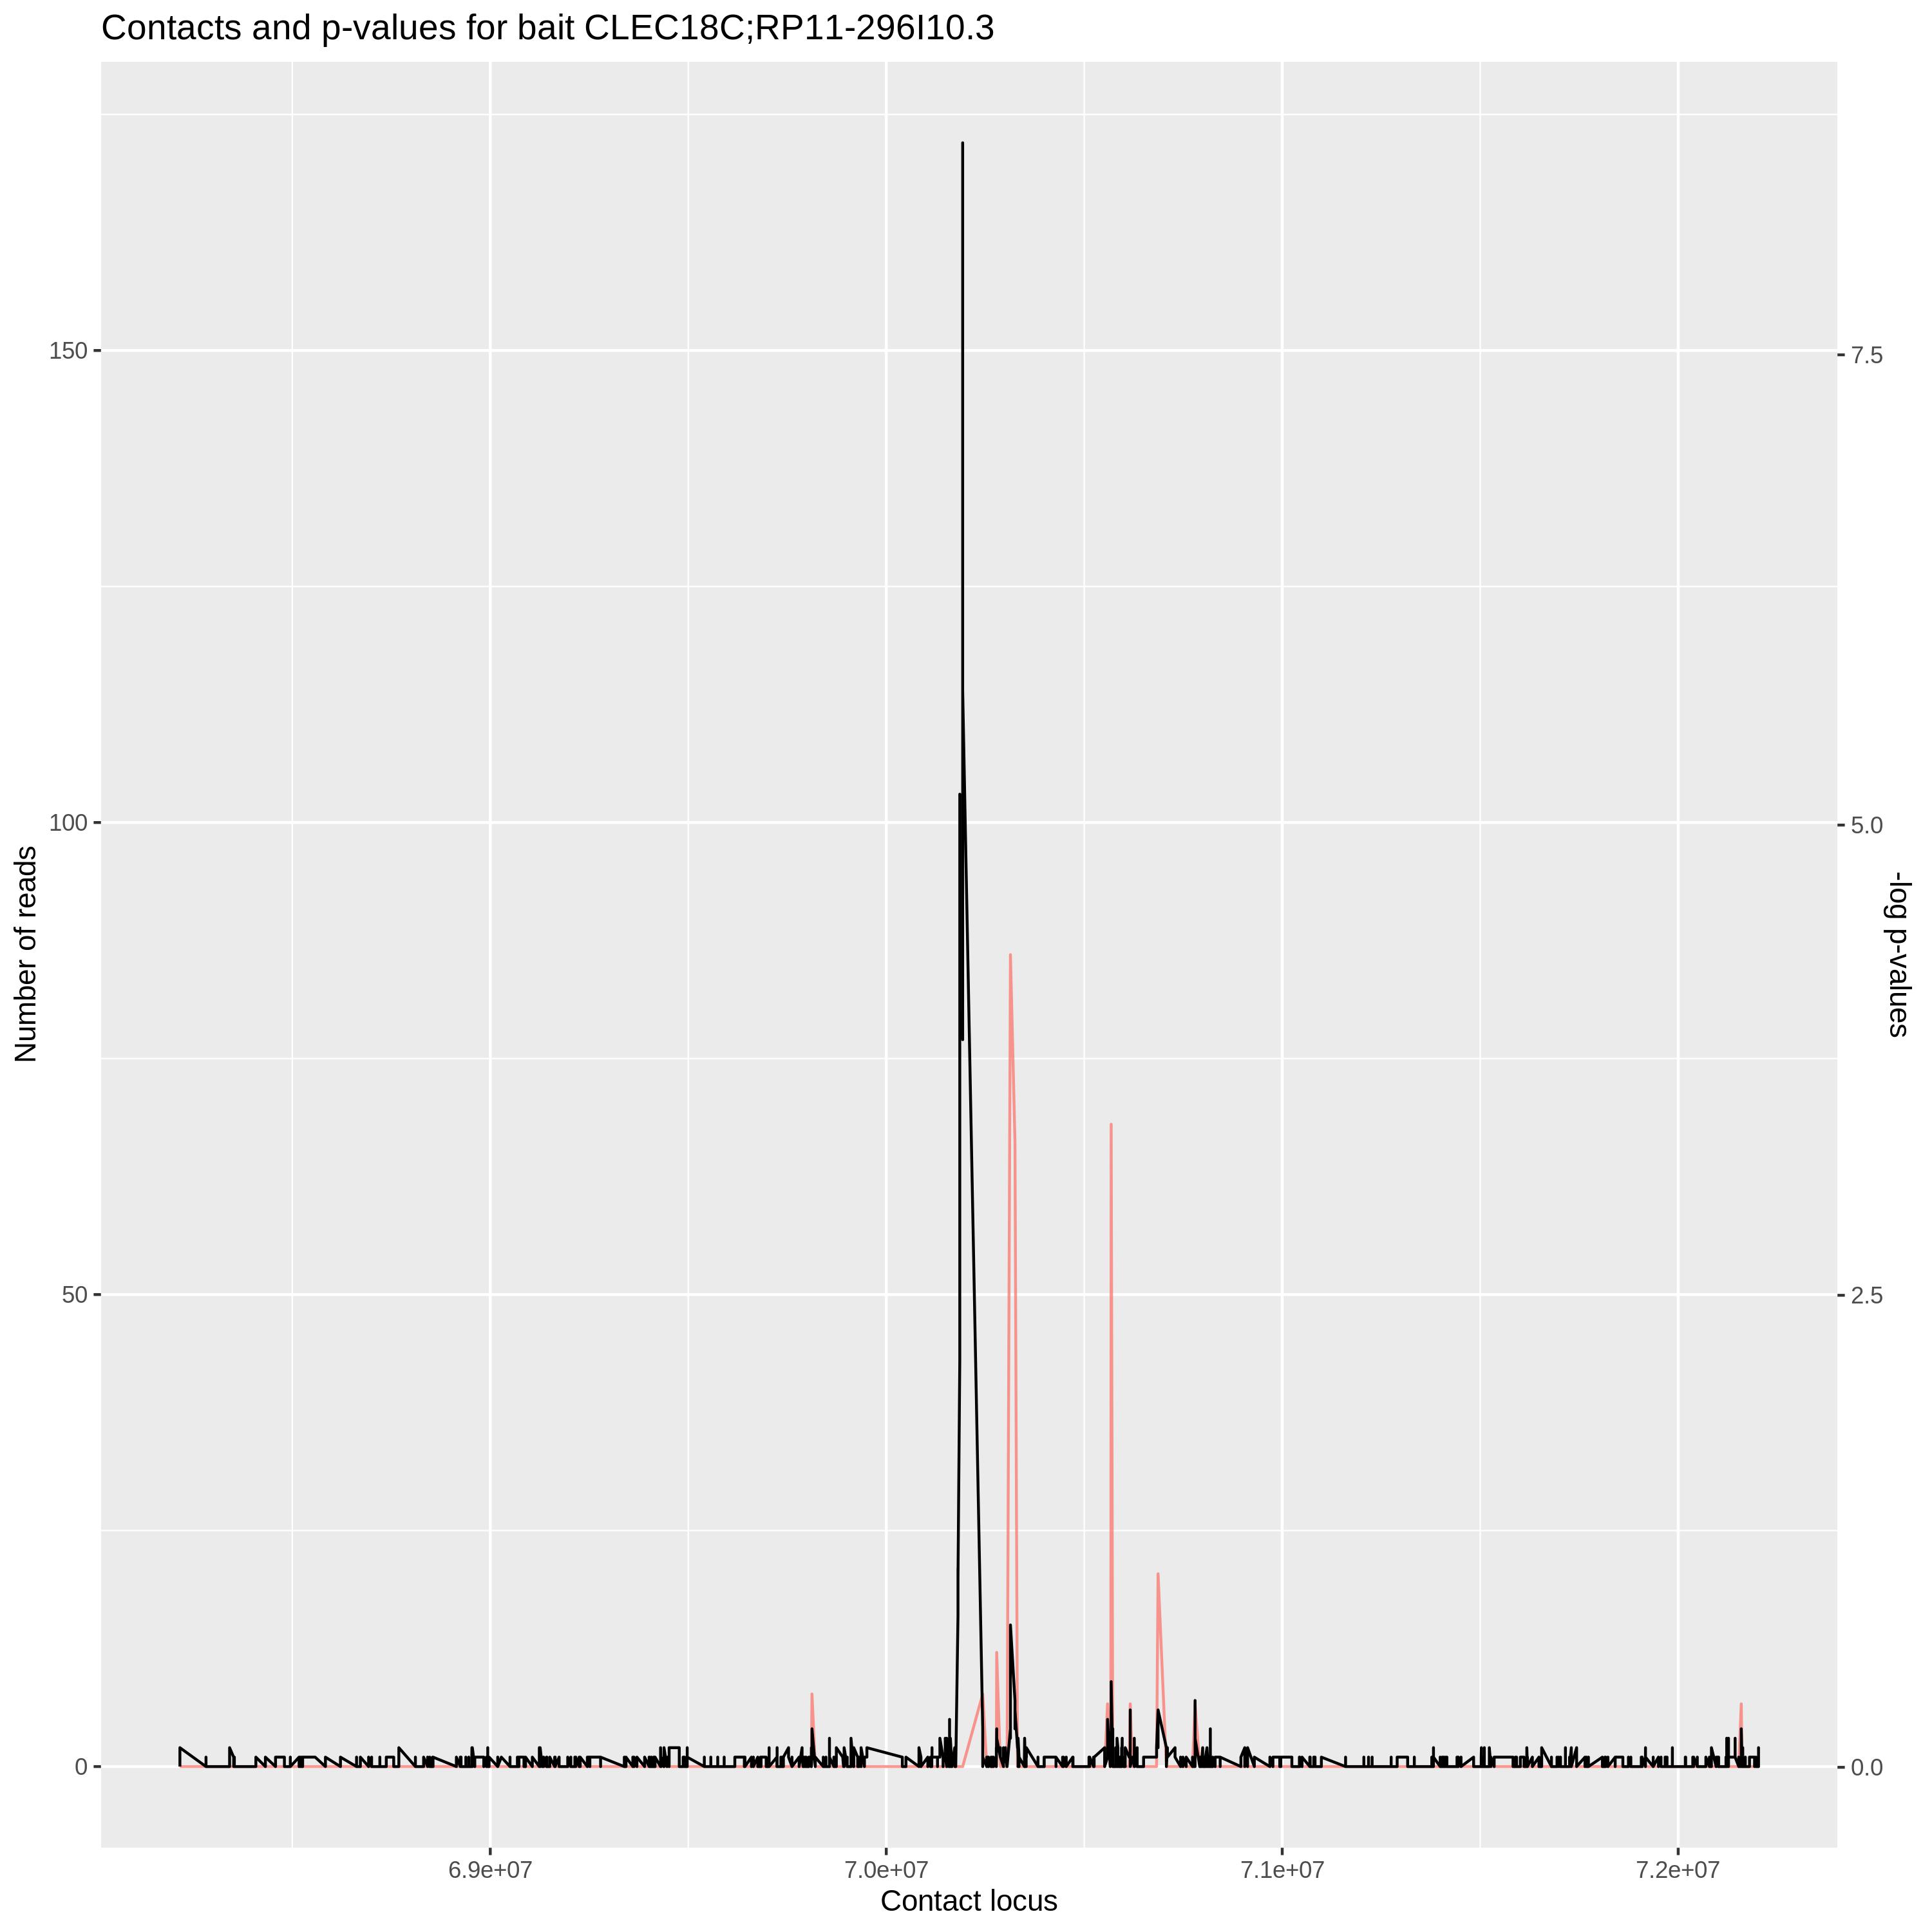 Contacts and p-values for bait CLEC18C;RP11-296I10.3
150
100
50
0
Number of reads
7.5
5.0
2.5
0.0
-log p-values
6.9e+07
7.0e+07
7.1e+07
7.2e+07
Contact locus